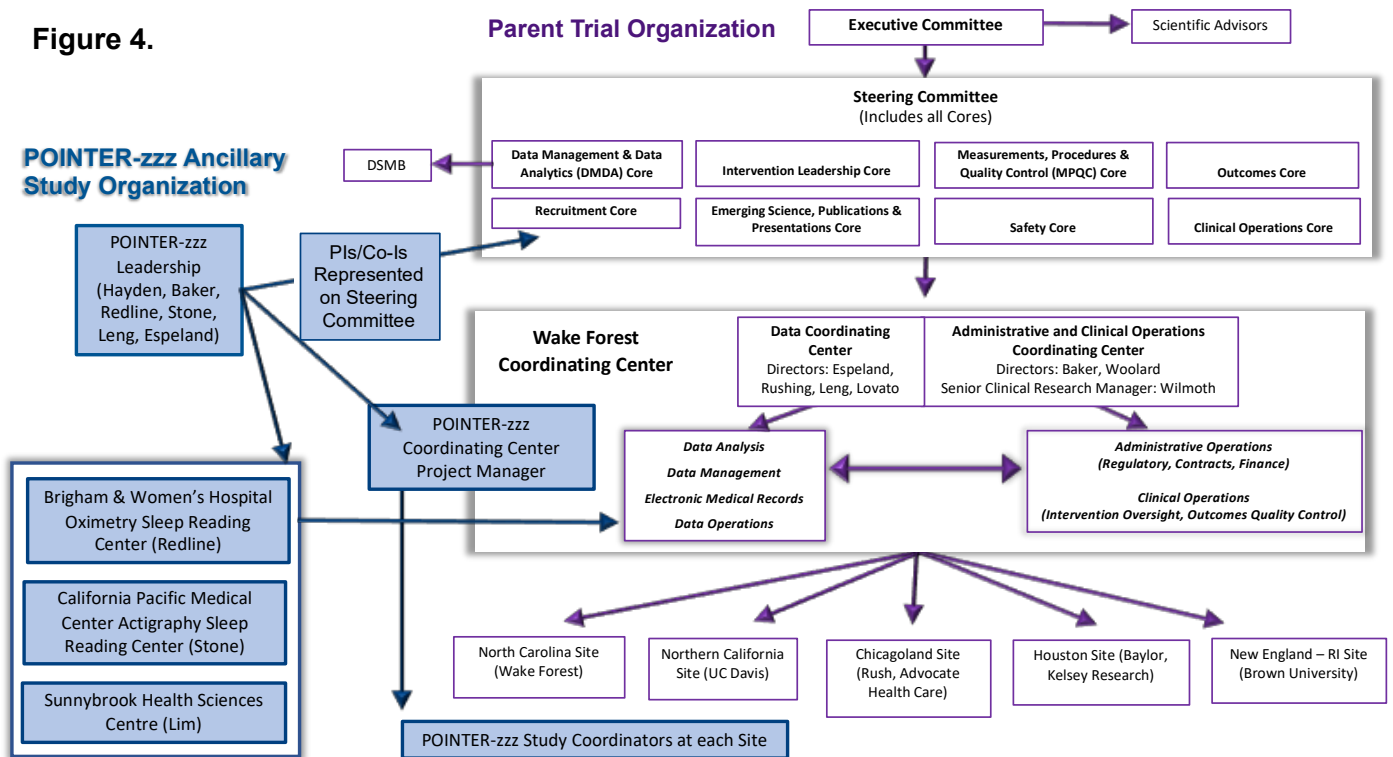 Figure 4.
Parent Trial Organization
Executive Committee
Scientific Advisors
Steering Committee
(Includes all Cores)
POINTER-zzz Ancillary
Study Organization
DSMB
Data Management & Data
Analytics (DMDA) Core
Intervention Leadership Core
Measurements, Procedures &
Quality Control (MPQC) Core
Outcomes Core
Recruitment Core
Emerging Science, Publications &
Presentations Core
Safety Core
Clinical Operations Core
POINTER-zzz
Leadership
(Hayden, Baker,
Redline, Stone,
Leng, Espeland)
PIs/Co-Is
Represented
on Steering
Committee
Wake Forest
Coordinating Center
Data Coordinating
Center
Directors: Espeland,
Rushing, Leng, Lovato
Administrative and Clinical Operations
Coordinating Center
Directors: Baker, Woolard
Senior Clinical Research Manager: Wilmoth
POINTER-zzz
Coordinating Center
Project Manager
Data Analysis
Data Management
Electronic Medical Records
Data Operations
Administrative Operations
(Regulatory, Contracts, Finance)
Clinical Operations
(Intervention Oversight, Outcomes Quality Control)
Brigham & Women’s Hospital
Oximetry Sleep Reading
Center (Redline)
California Pacific Medical
Center Actigraphy Sleep
Reading Center (Stone)
Sunnybrook Health Sciences
Centre (Lim)
North Carolina Site
(Wake Forest)
Northern California
Site (UC Davis)
Chicagoland Site
(Rush, Advocate
Health Care)
Houston Site (Baylor,
Kelsey Research)
New England – RI Site
(Brown University)
POINTER-zzz Study Coordinators at each Site